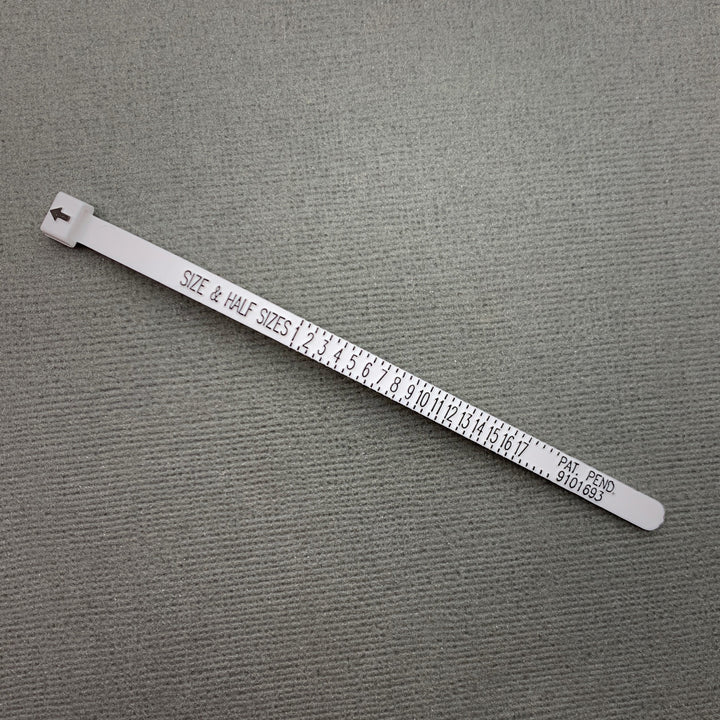 SIZE & HALF SIZES 1 2 3 4 5 6 7 8 9 10 11 12 13 14 15 16 17
PAT. PEND.
9101693